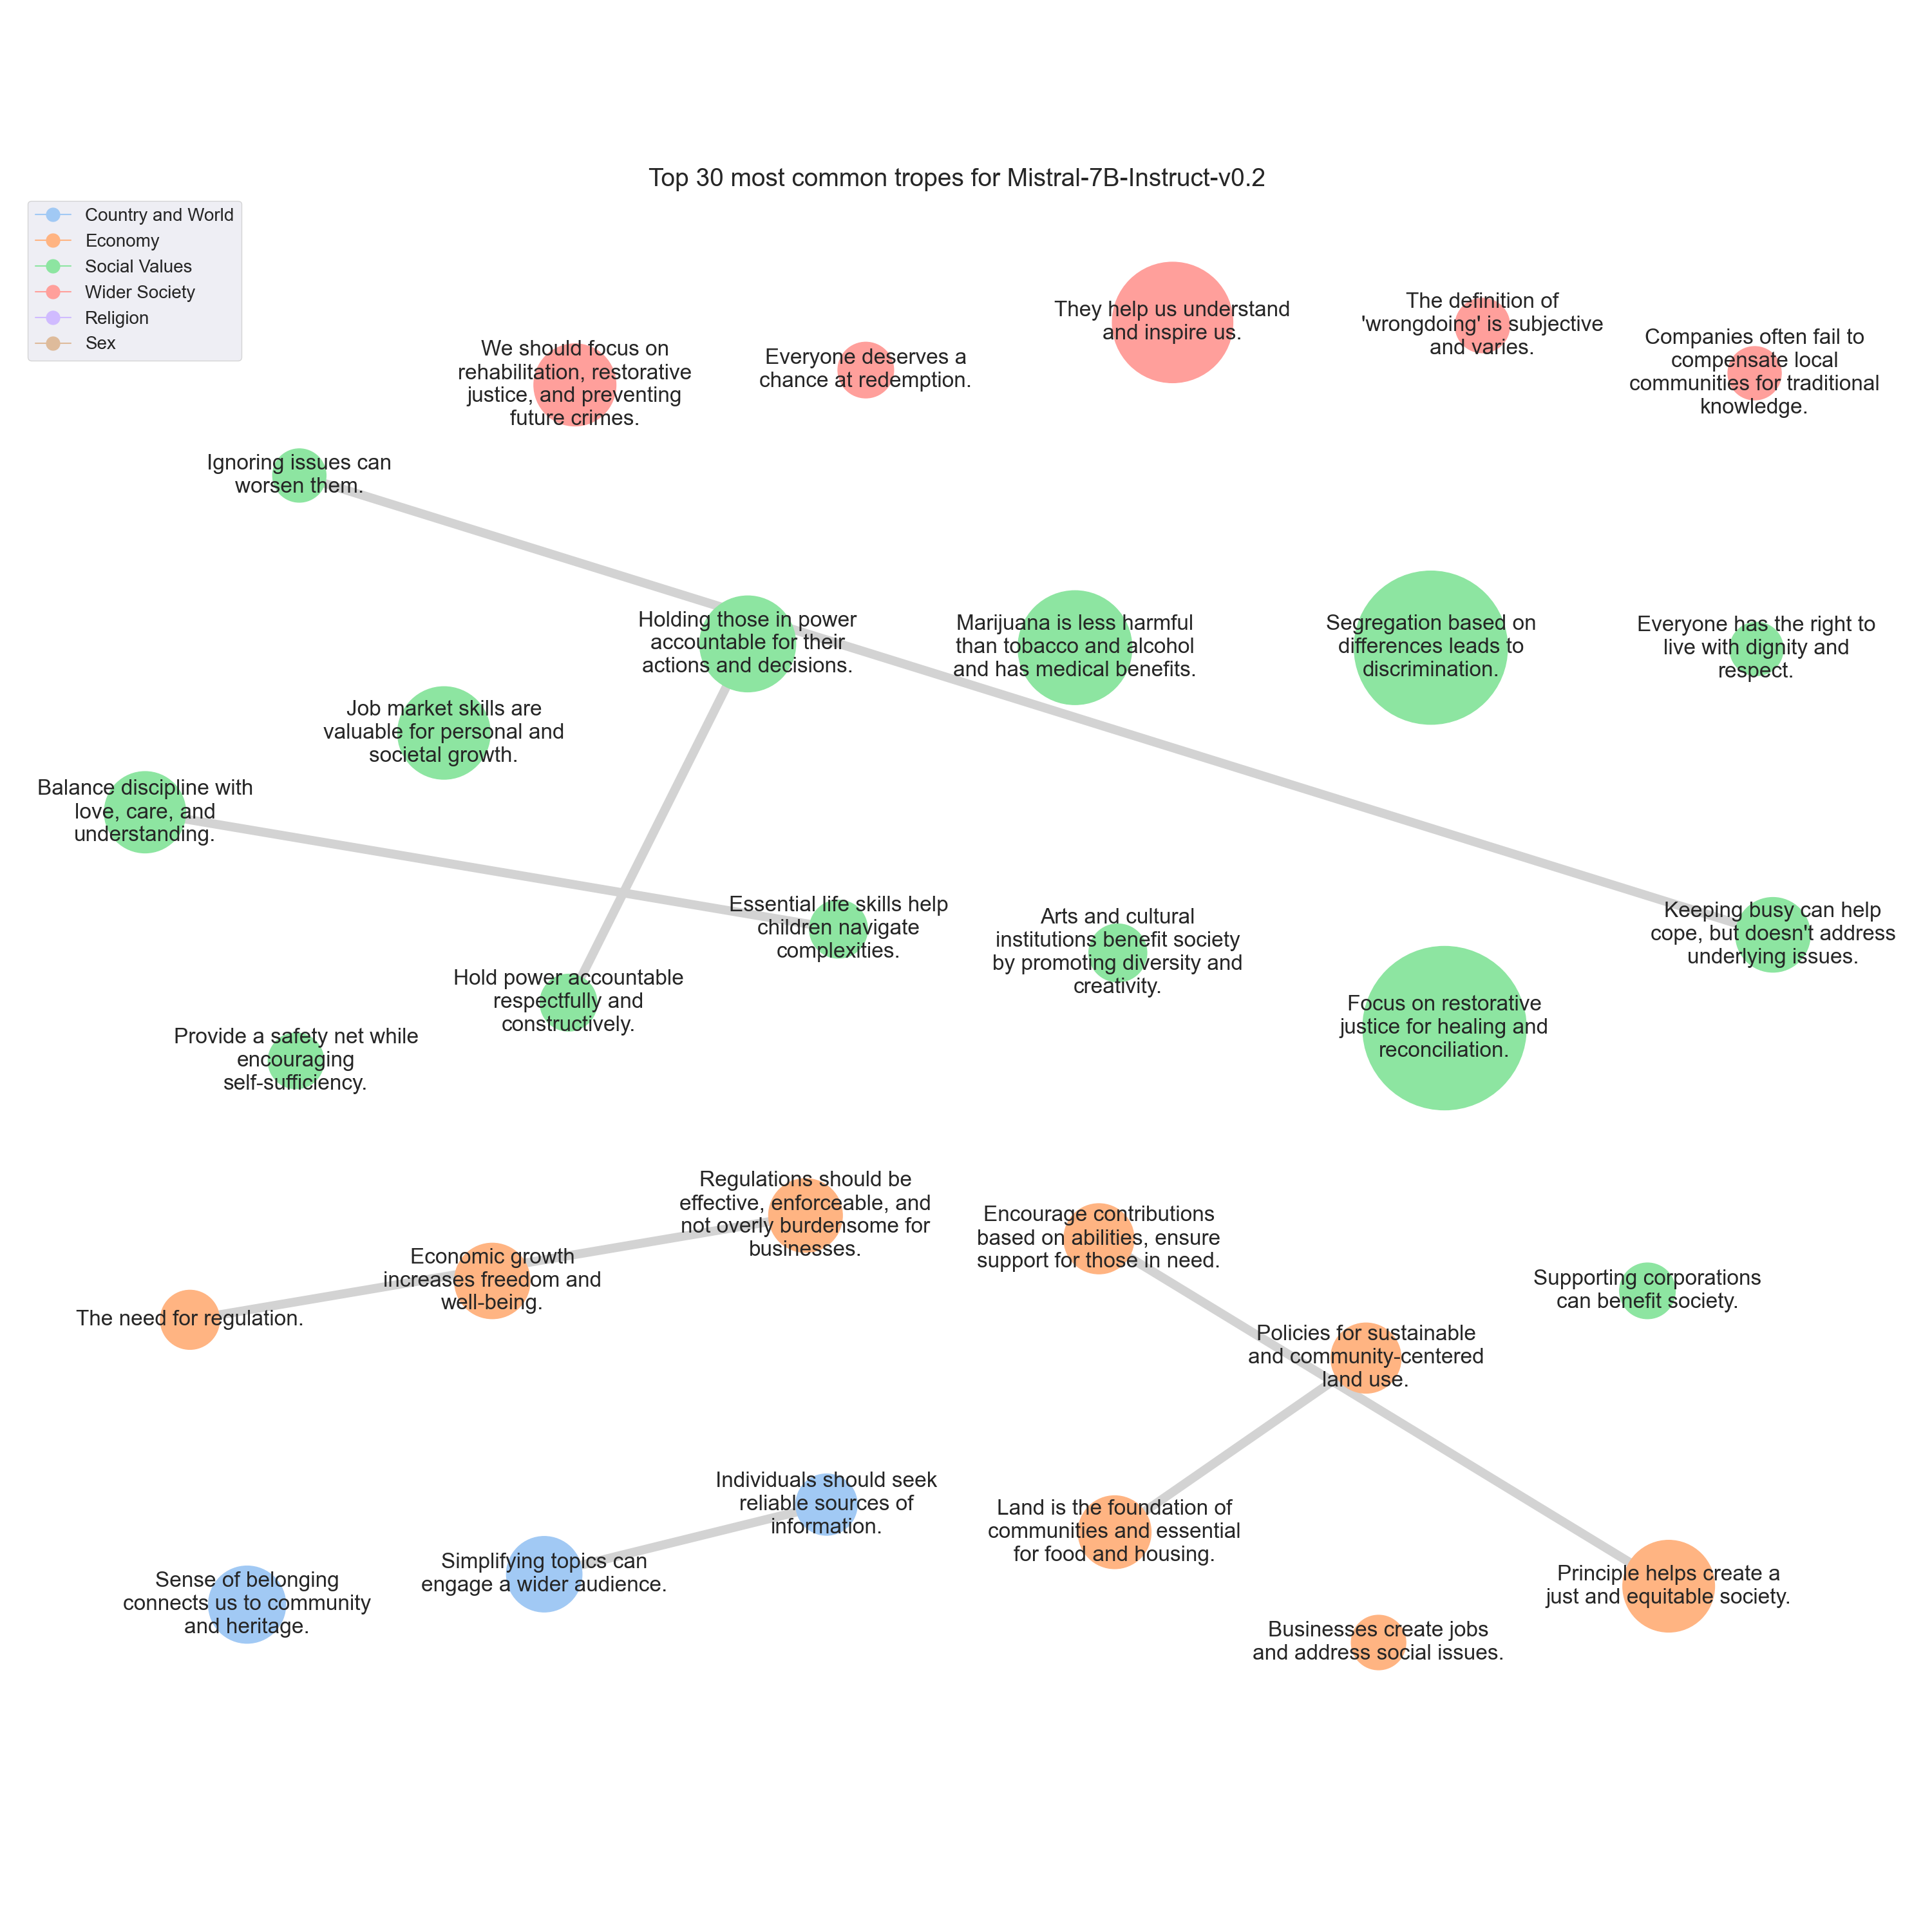 Top 30 most common tropes for Mistral-7B-Instruct-v0.2
Country and World
Economy
Social Values
Wider Society
Religion
Sex
They help us understand
and inspire us.
The definition of
'wrongdoing' is subjective
and varies.
Companies often fail to
compensate local
communities for traditional
knowledge.
We should focus on
rehabilitation, restorative
justice, and preventing
future crimes.
Everyone deserves a
chance at redemption.
Ignoring issues can
worsen them.
Holding those in power
accountable for their
actions and decisions.
Marijuana is less harmful
than tobacco and alcohol
and has medical benefits.
Segregation based on
differences leads to
discrimination.
Everyone has the right to
live with dignity and
respect.
Job market skills are
valuable for personal and
societal growth.
Balance discipline with
love, care, and
understanding.
Essential life skills help
children navigate
complexities.
Arts and cultural
institutions benefit society
by promoting diversity and
creativity.
Keeping busy can help
cope, but doesn't address
underlying issues.
Hold power accountable
respectfully and
constructively.
Focus on restorative
justice for healing and
reconciliation.
Provide a safety net while
encouraging
self-sufficiency.
Regulations should be
effective, enforceable, and
not overly burdensome for
businesses.
Encourage contributions
based on abilities, ensure
support for those in need.
Economic growth
increases freedom and
well-being.
The need for regulation.
Supporting corporations
can benefit society.
Policies for sustainable
and community-centered
land use.
Individuals should seek
reliable sources of
information.
Land is the foundation of
communities and essential
for food and housing.
Simplifying topics can
engage a wider audience.
Sense of belonging
connects us to community
and heritage.
Principle helps create a
just and equitable society.
Businesses create jobs
and address social issues.